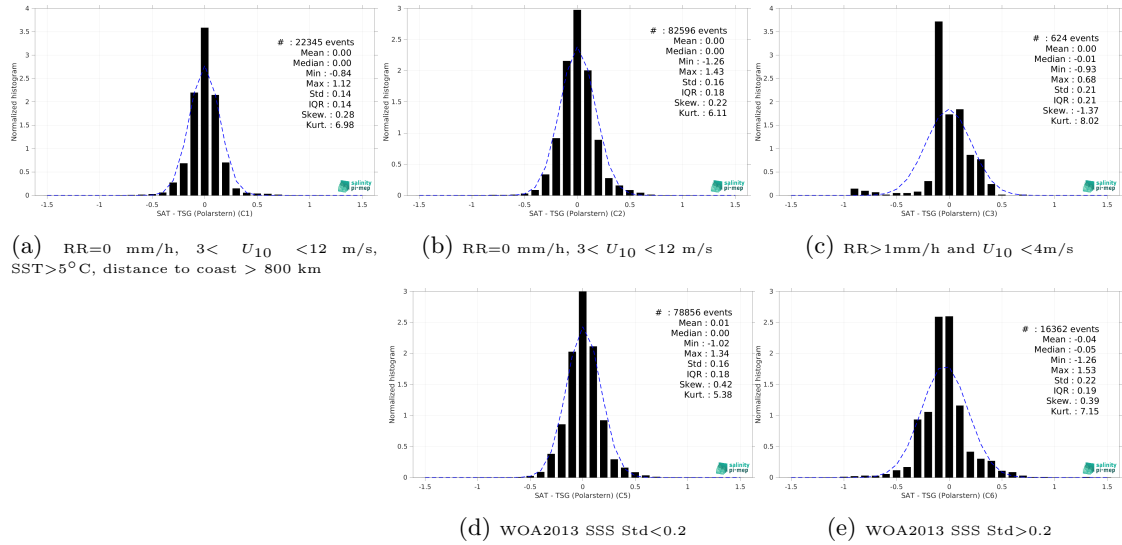 4
3.5
3
2.5
2
1.5
1
0.5
0
Normalized histogram
# : 22345 events
Mean : 0.00
Median : 0.00
Min : -0.84
Max : 1.12
Std : 0.14
IQR : 0.14
Skew. : 0.28
Kurt. : 6.98
salinity
pi-mep
-1.5 -1 -0.5 0 0.5 1 1.5
SAT - TSG (Polarstern) (C1)
(a) RR=0 mm/h, 3< U10 <12 m/s,
SST>5°C, distance to coast > 800 km
3
2.5
2
1.5
1
0.5
0
Normalized histogram
# : 82596 events
Mean : 0.00
Median : 0.00
Min : -1.26
Max : 1.43
Std : 0.16
IQR : 0.18
Skew. : 0.22
Kurt. : 6.11
salinity
pi-mep
-1.5 -1 -0.5 0 0.5 1 1.5
SAT - TSG (Polarstern) (C2)
(b) RR=0 mm/h, 3< U10 <12 m/s
4
3.5
3
2.5
2
1.5
1
0.5
0
Normalized histogram
# : 624 events
Mean : 0.00
Median : -0.01
Min : -0.93
Max : 0.68
Std : 0.21
IQR : 0.21
Skew. : -1.37
Kurt. : 8.02
salinity
pi-mep
-1.5 -1 -0.5 0 0.5 1 1.5
SAT - TSG (Polarstern) (C3)
(c) RR>1mm/h and U10 <4m/s
3
2.5
2
1.5
1
0.5
0
Normalized histogram
# : 78856 events
Mean : 0.01
Median : 0.00
Min : -1.02
Max : 1.34
Std : 0.16
IQR : 0.18
Skew. : 0.42
Kurt. : 5.38
salinity
pi-mep
-1.5 -1 -0.5 0 0.5 1 1.5
SAT - TSG (Polarstern) (C5)
(d) WOA2013 SSS Std<0.2
3
2.5
2
1.5
1
0.5
0
Normalized histogram
# : 16362 events
Mean : -0.04
Median : -0.05
Min : -1.26
Max : 1.53
Std : 0.22
IQR : 0.19
Skew. : 0.39
Kurt. : 7.15
salinity
pi-mep
-1.5 -1 -0.5 0 0.5 1 1.5
SAT - TSG (Polarstern) (C6)
(e) WOA2013 SSS Std>0.2